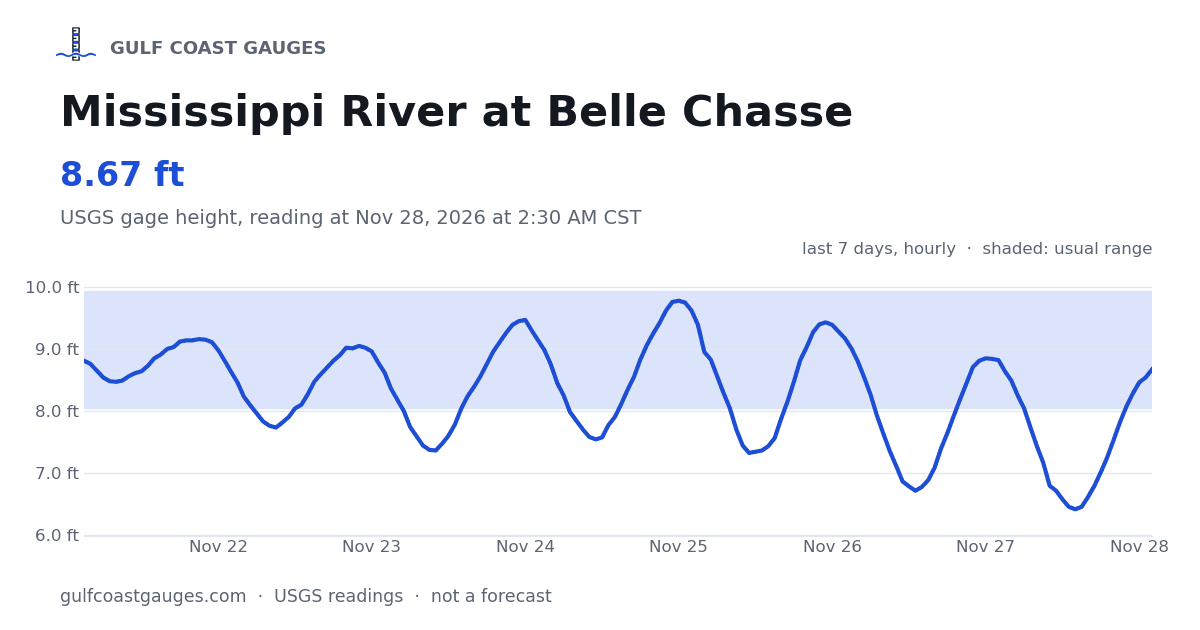 GULF COAST GAUGES
Mississippi River at Belle Chasse
8.67 ft
USGS gage height, reading at Nov 28, 2026 at 2:30 AM CST
last 7 days, hourly · shaded: usual range
10.0 ft
9.0 ft
8.0 ft
7.0 ft
6.0 ft
Nov 22 Nov 23 Nov 24 Nov 25 Nov 26 Nov 27 Nov 28
gulfcoastgauges.com · USGS readings · not a forecast